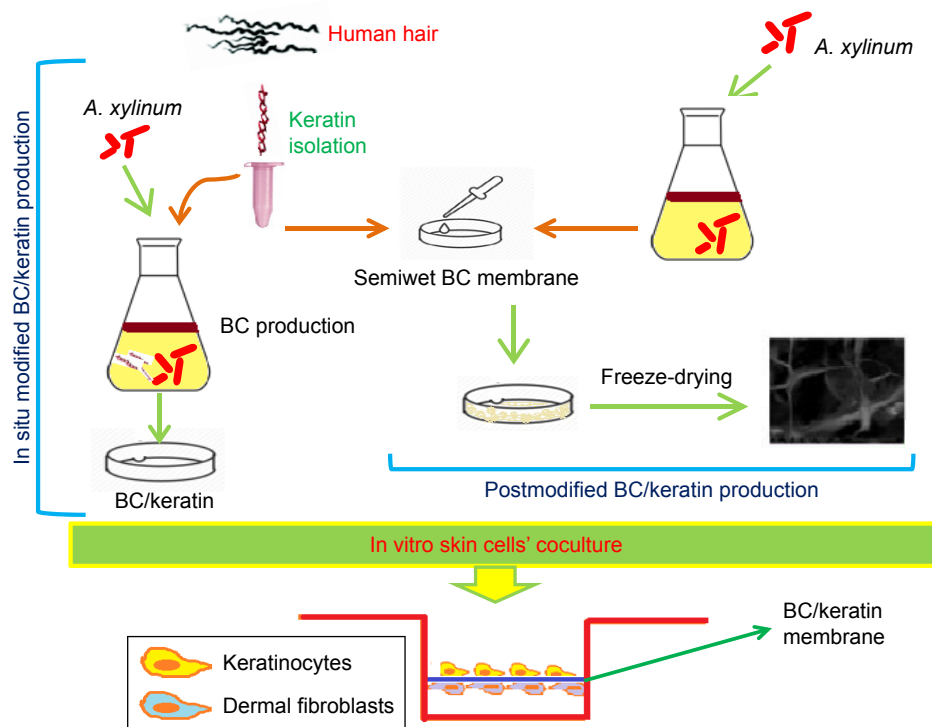 Human hair
A. xylinum
A. xylinum
Keratin
isolation
In situ modified BC/keratin production
Semiwet BC membrane
BC production
Freeze-drying
BC/keratin
Postmodified BC/keratin production
In vitro skin cells’ coculture
BC/keratin
membrane
Keratinocytes
Dermal fibroblasts